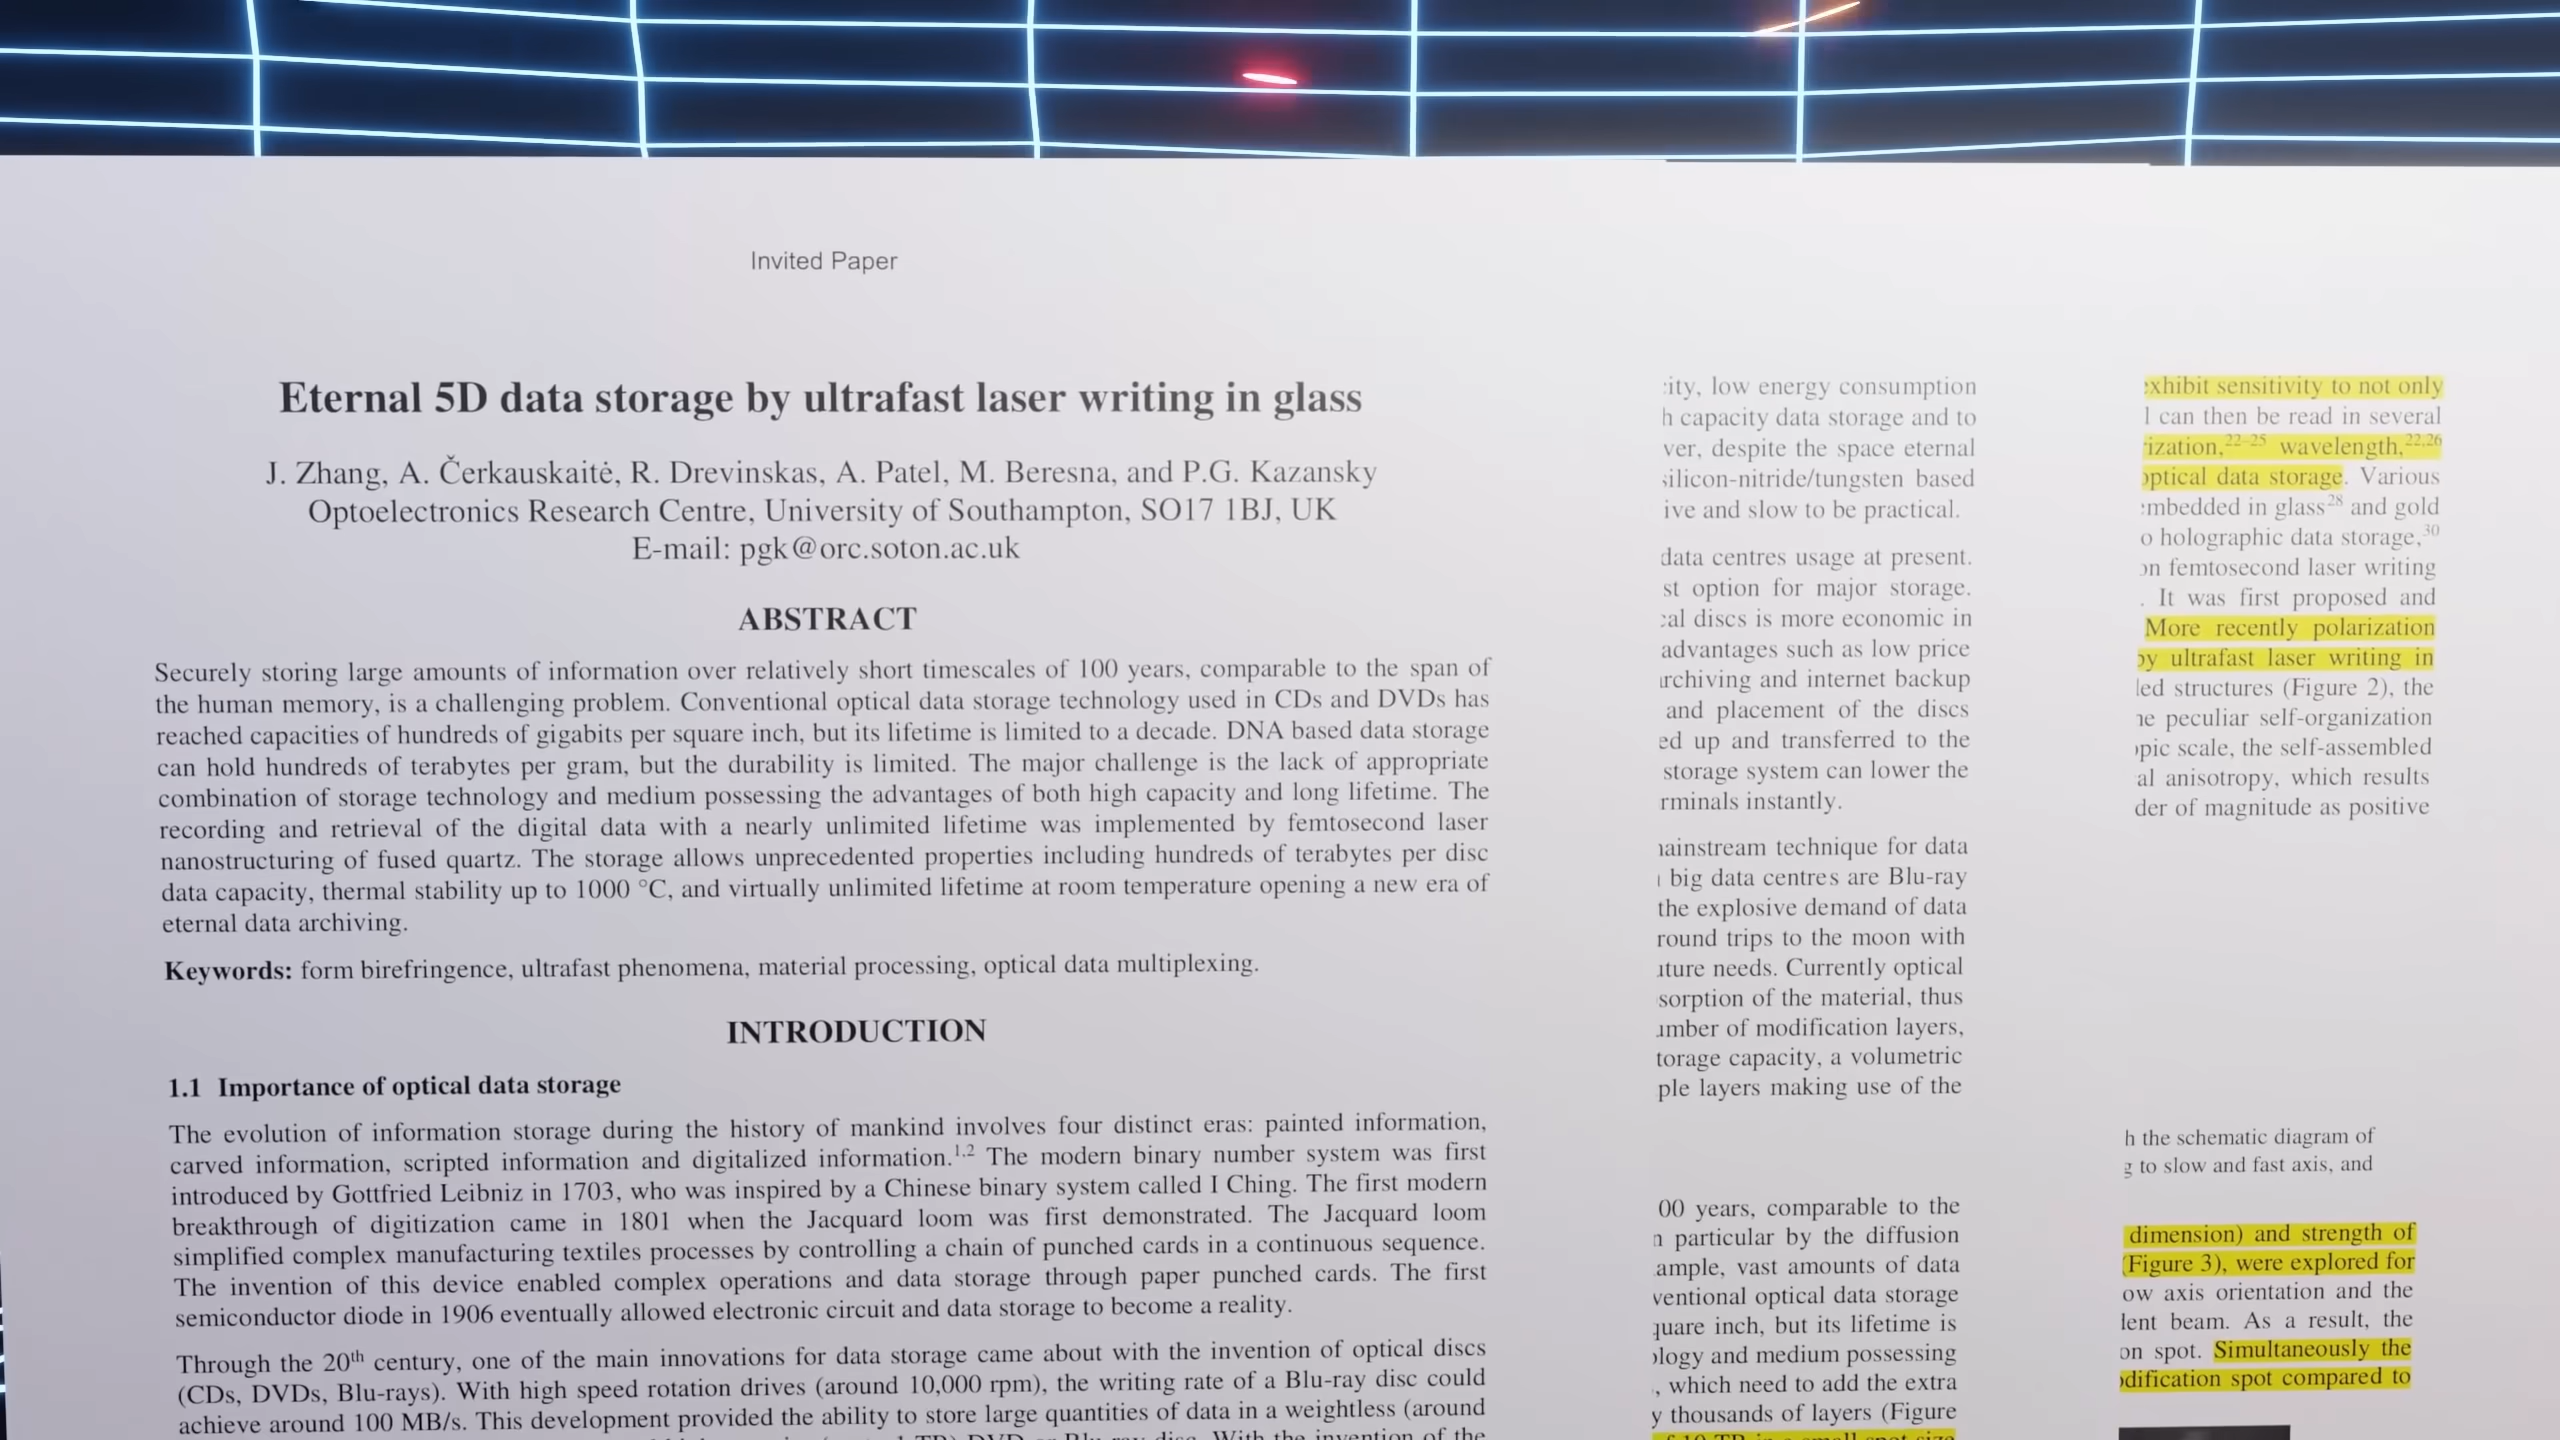 Invited Paper
Eternal 5D data storage by ultrafast laser writing in glass
J. Zhang, A. Čerkauskaitė, R. Drevinskas, A. Patel, M. Beresna, and P.G. Kazansky
Optoelectronics Research Centre, University of Southampton, SO17 1BJ, UK
E-mail: pgk@orc.soton.ac.uk
ABSTRACT
Securely storing large amounts of information over relatively short timescales of 100 years, comparable to the span of
the human memory, is a challenging problem. Conventional optical data storage technology used in CDs and DVDs has
reached capacities of hundreds of gigabits per square inch, but its lifetime is limited to a decade. DNA based data storage
can hold hundreds of terabytes per gram, but the durability is limited. The major challenge is the lack of appropriate
combination of storage technology and medium possessing the advantages of both high capacity and long lifetime. The
recording and retrieval of the digital data with a nearly unlimited lifetime was implemented by femtosecond laser
nanostructuring of fused quartz. The storage allows unprecedented properties including hundreds of terabytes per disc
data capacity, thermal stability up to 1000 °C, and virtually unlimited lifetime at room temperature opening a new era of
eternal data archiving.
Keywords: form birefringence, ultrafast phenomena, material processing, optical data multiplexing.
INTRODUCTION
1.1 Importance of optical data storage
The evolution of information storage during the history of mankind involves four distinct eras: painted information,
carved information, scripted information and digitalized information.1,2 The modern binary number system was first
introduced by Gottfried Leibniz in 1703, who was inspired by a Chinese binary system called I Ching. The first modern
breakthrough of digitization came in 1801 when the Jacquard loom was first demonstrated. The Jacquard loom
simplified complex manufacturing textiles processes by controlling a chain of punched cards in a continuous sequence.
The invention of this device enabled complex operations and data storage through paper punched cards. The first
semiconductor diode in 1906 eventually allowed electronic circuit and data storage to become a reality.
Through the 20th century, one of the main innovations for data storage came about with the invention of optical discs
(CDs, DVDs, Blu-rays). With high speed rotation drives (around 10,000 rpm), the writing rate of a Blu-ray disc could
achieve around 100 MB/s. This development provided the ability to store large quantities of data in a weightless (around
low energy consumption
capacity data storage and to
despite the space eternal
silicon-nitride/tungsten based
and slow to be practical.
data centres usage at present.
option for major storage.
discs is more economic in
advantages such as low price
and internet backup
and placement of the discs
up and transferred to the
storage system can lower the
instantly.
technique for data
big data centres are Blu-ray
the explosive demand of data
round trips to the moon with
needs. Currently optical
of the material, thus
of modification layers,
capacity, a volumetric
layers making use of the
00 years, comparable to the
particular by the diffusion
vast amounts of data
optical data storage
inch, but its lifetime is
and medium possessing
, which need to add the extra
thousands of layers (Figure
exhibit sensitivity to not only
can then be read in several
22-25 wavelength,22,26
optical data storage. Various
in glass28 and gold
holographic data storage,30
on femtosecond laser writing
. It was first proposed and
More recently polarization
by ultrafast laser writing in
structures (Figure 2), the
peculiar self-organization
scale, the self-assembled
anisotropy, which results
of magnitude as positive
the schematic diagram of
to slow and fast axis, and
dimension) and strength of
(Figure 3), were explored for
axis orientation and the
beam. As a result, the
on spot. Simultaneously the
spot compared to